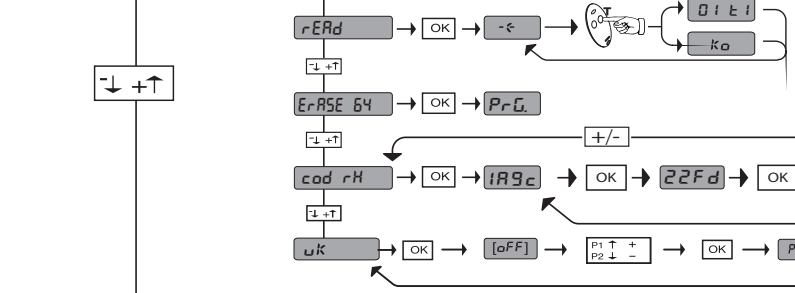 01 t1
rEAd OK -€- T
Ko
- +
- +
ErASE 64 OK PrG.
- + +/-
cod rX OK 1A9c OK 22Fd OK
- +
uK OK [oFF] P1 + OK P
P2 -